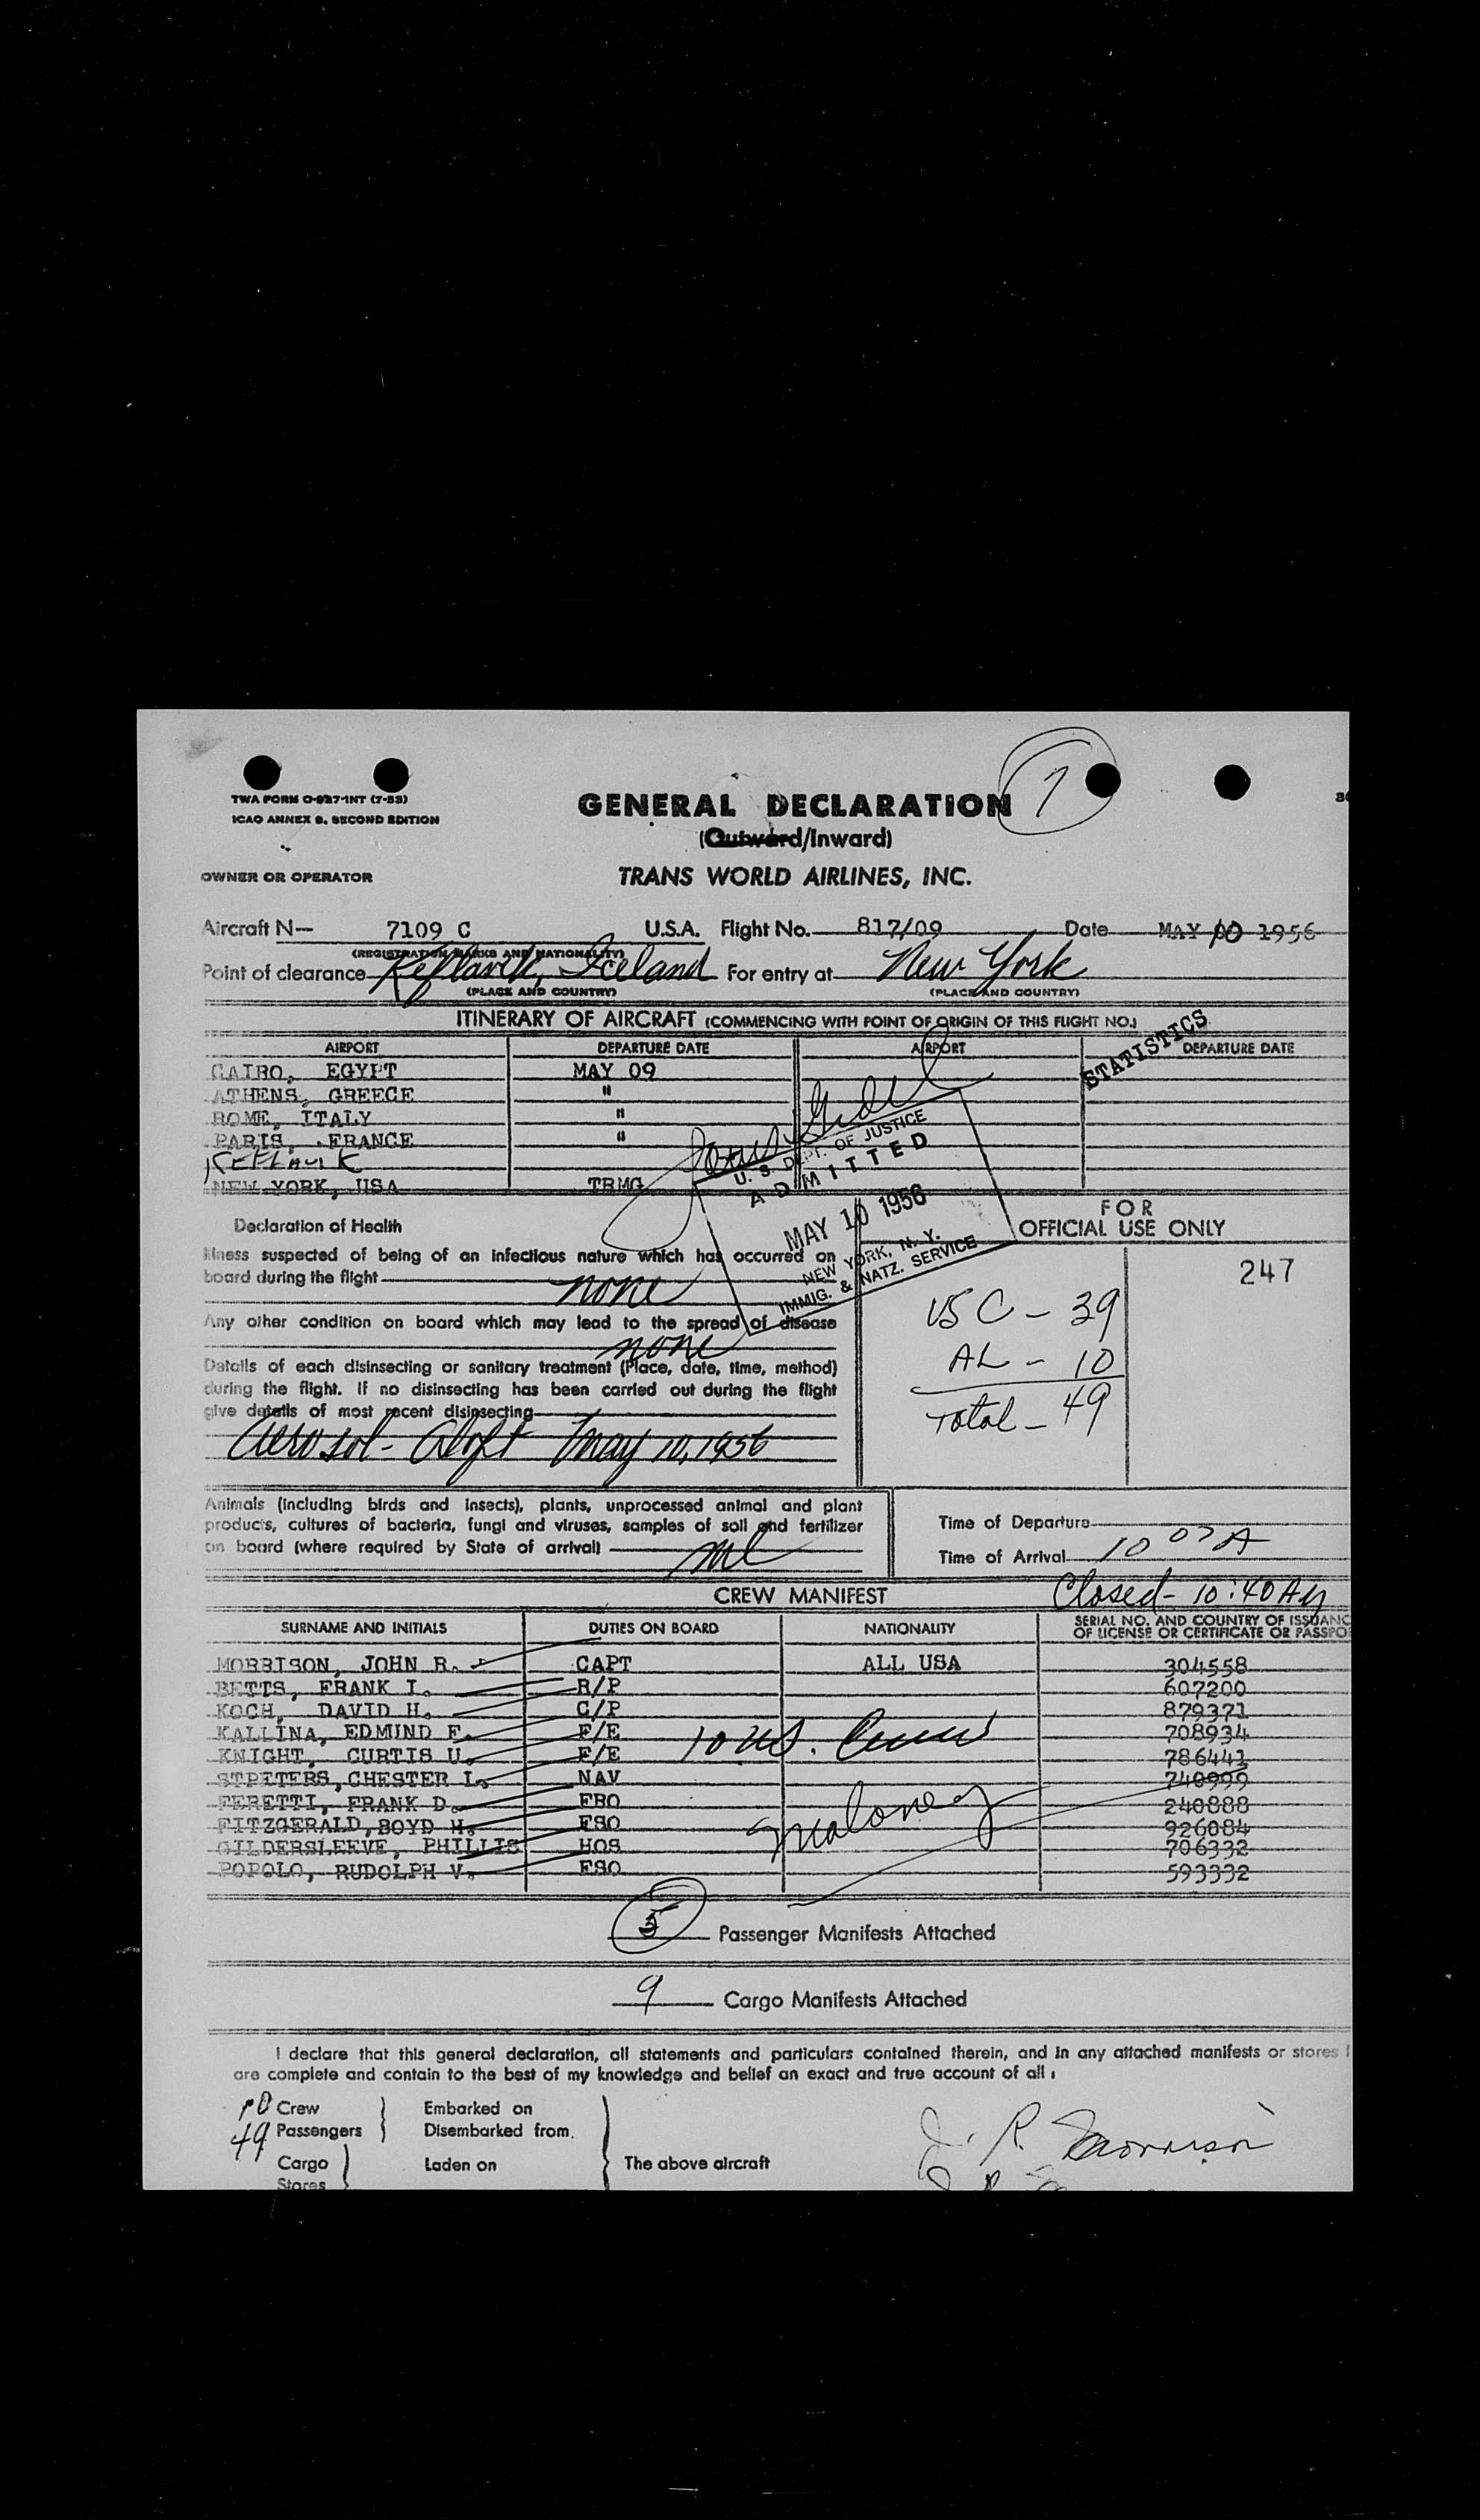 TWA FORM O-927-INT (7-53)
ICAO ANNEX 9, SECOND EDITION
GENERAL DECLARATION
7
(Outward/Inward)
OWNER OR OPERATOR
TRANS WORLD AIRLINES, INC.
Aircraft N— 7109 C U.S.A. Flight No. 817/09 Date MAY 10 1956
(REGISTRATION MARKS AND NATIONALITY)
Point of clearance Keflavik, Iceland For entry at New York
(PLACE AND COUNTRY) (PLACE AND COUNTRY)
ITINERARY OF AIRCRAFT (COMMENCING WITH POINT OF ORIGIN OF THIS FLIGHT NO.)
STATISTICS
AIRPORT DEPARTURE DATE AIRPORT DEPARTURE DATE
CAIRO, EGYPT MAY 09
ATHENS, GREECE "
ROME, ITALY "
PARIS, FRANCE "
KEFLAVIK
NEW YORK, USA TRMG
U. S. DEPT. OF JUSTICE
ADMITTED
MAY 10 1956
NEW YORK, N. Y.
IMMIG. & NATZ. SERVICE
FOR
OFFICIAL USE ONLY
Declaration of Health
Illness suspected of being of an infectious nature which has occurred on
board during the flight none
247
USC - 39
AL - 10
Total - 49
Any other condition on board which may lead to the spread of disease
none
Details of each disinsecting or sanitary treatment (Place, date, time, method)
during the flight. If no disinsecting has been carried out during the flight
give details of most recent disinsecting
Aerosol - Aloft May 10, 1956
Animals (including birds and insects), plants, unprocessed animal and plant
products, cultures of bacteria, fungi and viruses, samples of soil and fertilizer
on board (where required by State of arrival) nil
Time of Departure
Time of Arrival 10 07 A
CREW MANIFEST
Closed - 10:40 AM
SURNAME AND INITIALS DUTIES ON BOARD NATIONALITY SERIAL NO. AND COUNTRY OF ISSUANC
OF LICENSE OR CERTIFICATE OR PASSPO
MORRISON, JOHN R. CAPT ALL USA 304558
BETTS, FRANK I. R/P 607200
KOCH, DAVID H. C/P 879371
KALLINA, EDMUND F. F/E 708934
KNIGHT, CURTIS U. F/E 786441
STPETERS, CHESTER L. NAV 740999
FERETTI, FRANK D. FRO 240888
FITZGERALD, BOYD H. FSO 926084
GILDERSLEEVE, PHILLIS HOS 706332
POPOLO, RUDOLPH V. FSO 593332
10 US.
Maloney
5 Passenger Manifests Attached
9 Cargo Manifests Attached
I declare that this general declaration, all statements and particulars contained therein, and in any attached manifests or stores
are complete and contain to the best of my knowledge and belief an exact and true account of all :
10 Crew
49 Passengers
Embarked on
Disembarked from.
Cargo
Stores
Laden on
The above aircraft
J. R. Morrison